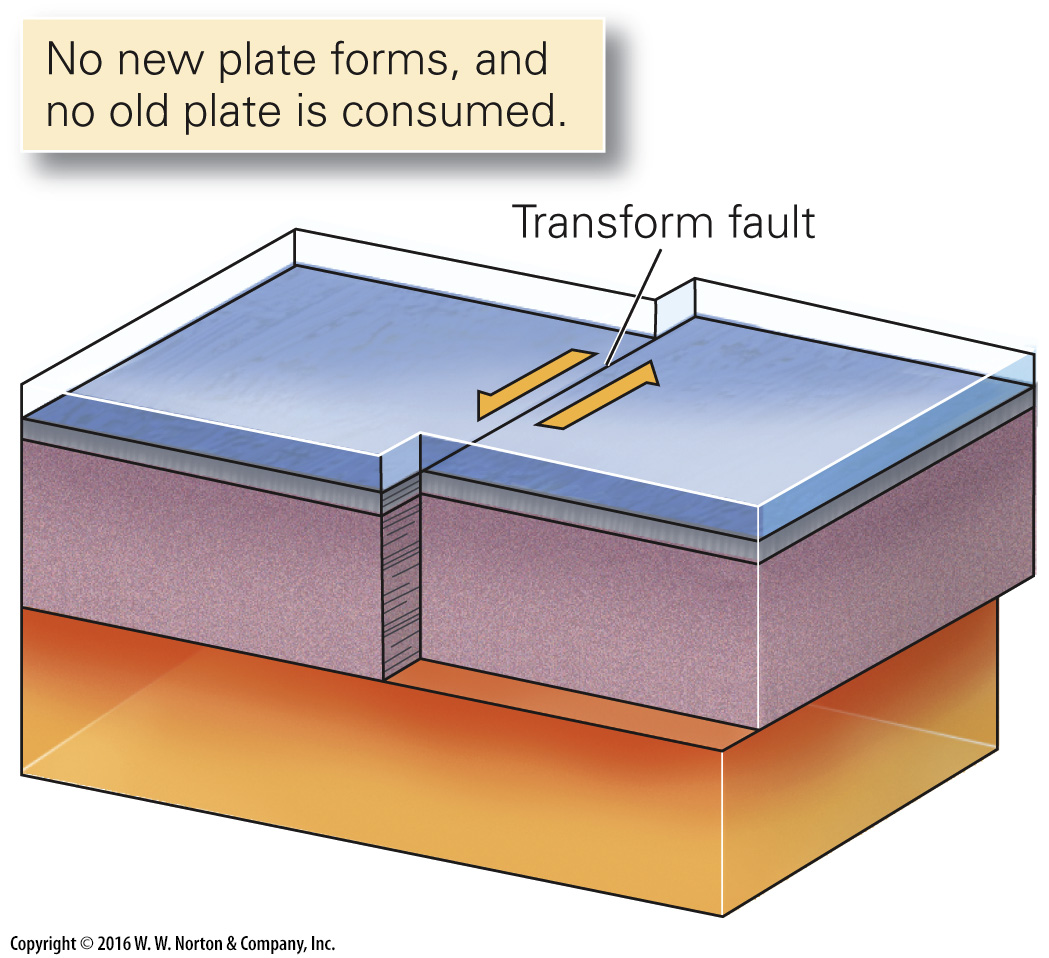 No new plate forms, and
no old plate is consumed.
Transform fault
Copyright © 2016 W. W. Norton & Company, Inc.